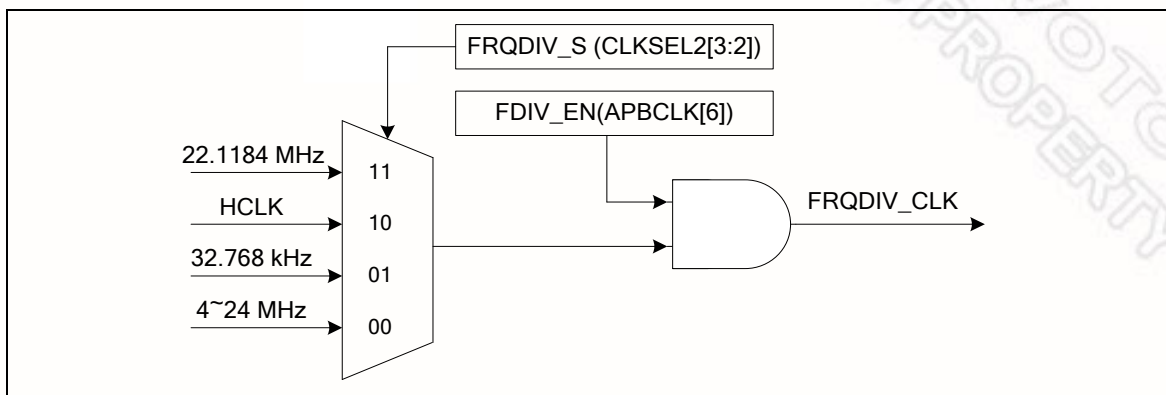 FRQDIV_S (CLKSEL2[3:2])
FDIV_EN(APBCLK[6])
22.1184 MHz
11
HCLK
10
FRQDIV_CLK
32.768 kHz
01
4~24 MHz
00
PROPERTY